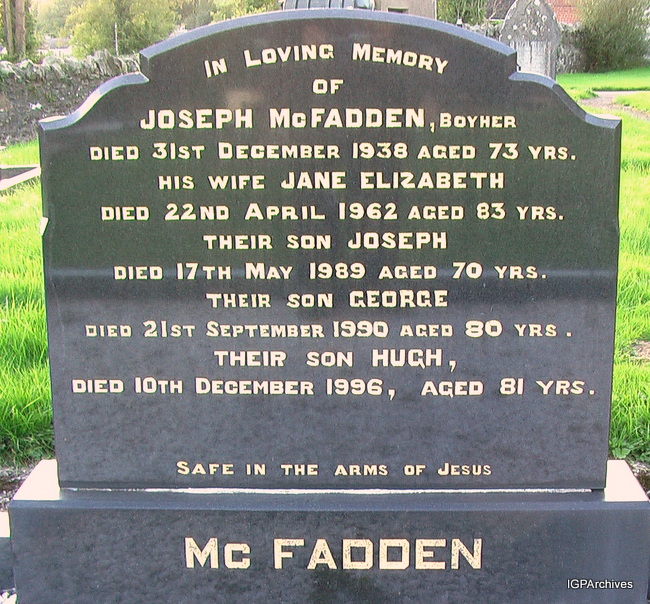 In Loving Memory
OF
JOSEPH McFADDEN, Boyher
DIED 31ST DECEMBER 1938 AGED 73 YRS.
HIS WIFE JANE ELIZABETH
DIED 22ND APRIL 1962 AGED 83 YRS.
THEIR SON JOSEPH
DIED 17TH MAY 1989 AGED 70 YRS.
THEIR SON GEORGE
DIED 21ST SEPTEMBER 1990 AGED 80 YRS.
THEIR SON HUGH,
DIED 10TH DECEMBER 1996, AGED 81 YRS.
SAFE IN THE ARMS OF JESUS
Mc FADDEN
IGPArchives